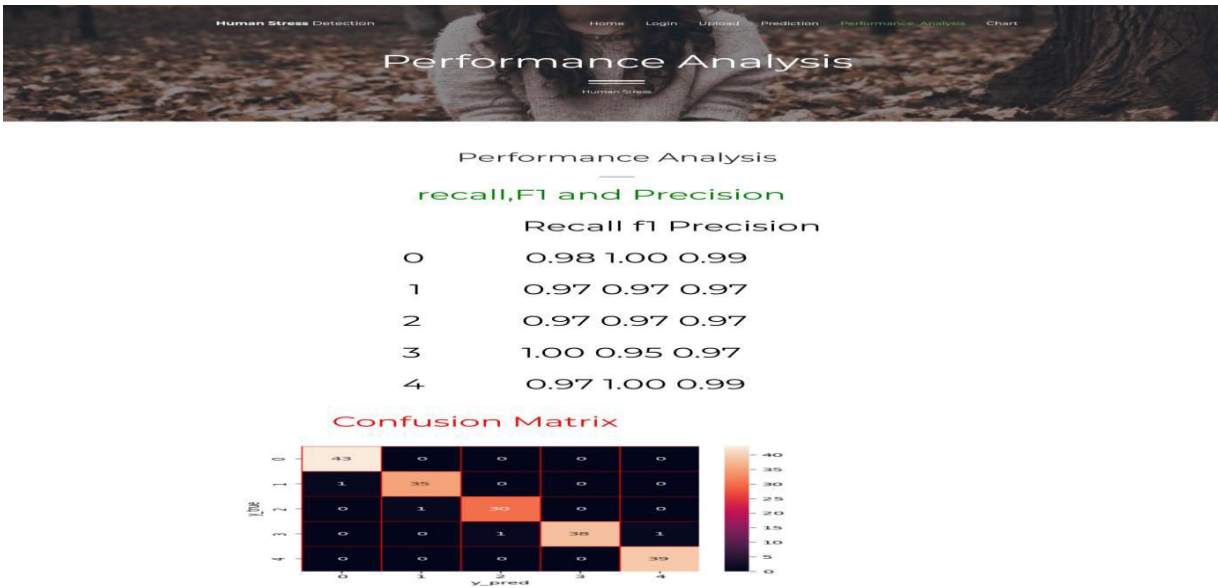 Human Stress Detection Home Login Upload Prediction Performance Analysis Chart
Performance Analysis
Human Stress
Performance Analysis
recall,F1 and Precision
Recall f1 Precision
0 0.98 1.00 0.99
1 0.97 0.97 0.97
2 0.97 0.97 0.97
3 1.00 0.95 0.97
4 0.97 1.00 0.99
Confusion Matrix
0 43 0 0 0 0
1 1 35 0 0 0
2 0 1 30 0 0
3 0 0 1 38 1
4 0 0 0 0 39
y_true
0 1 2 3 4
y_pred
40
35
30
25
20
15
10
5
0